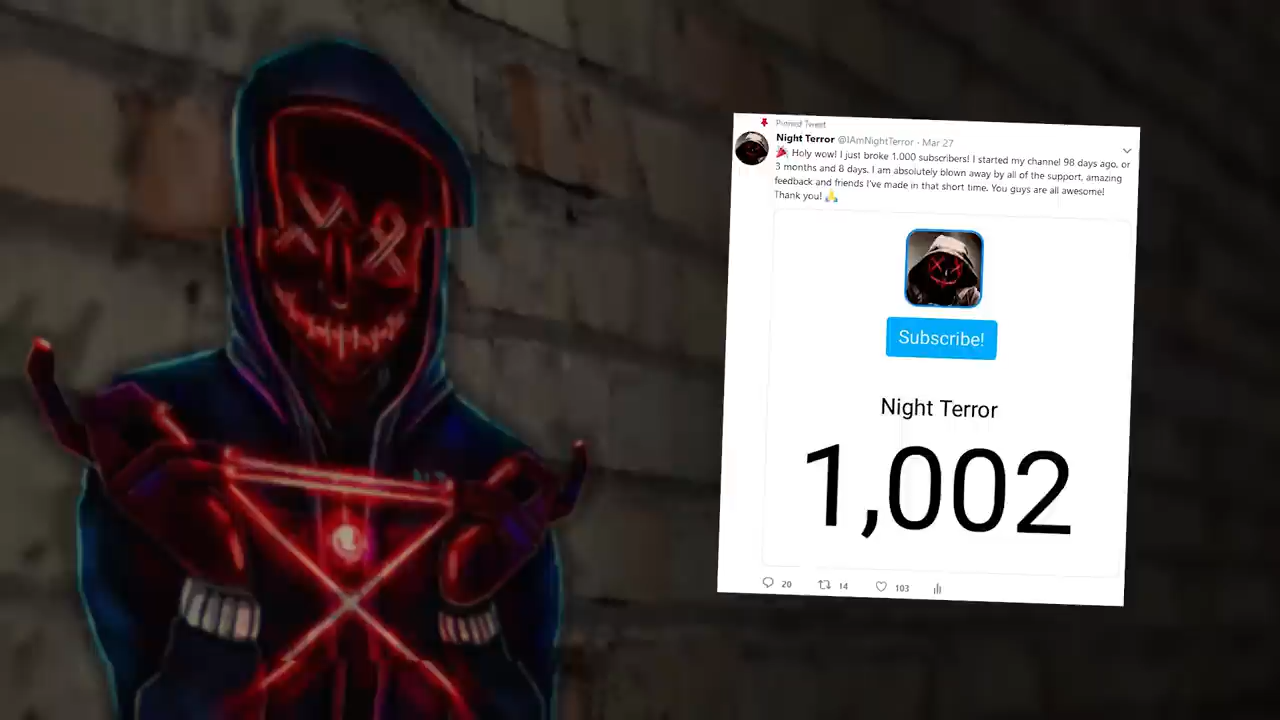 Pinned Tweet
Night Terror @IAmNightTerror · Mar 27
🎉 Holy wow! I just broke 1,000 subscribers! I started my channel 98 days ago, or
3 months and 8 days. I am absolutely blown away by all of the support, amazing
feedback and friends I've made in that short time. You guys are all awesome!
Thank you! 🙏
Subscribe!
Night Terror
1,002
20 14 103